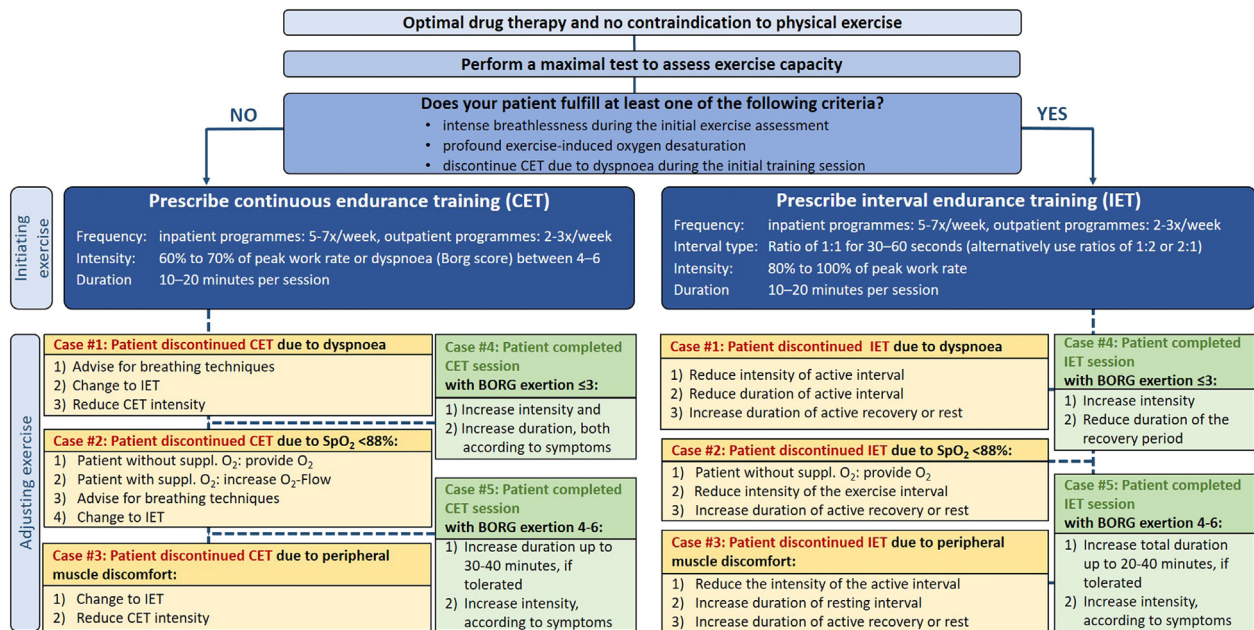 Optimal drug therapy and no contraindication to physical exercise
Perform a maximal test to assess exercise capacity
Does your patient fulfill at least one of the following criteria?
• intense breathlessness during the initial exercise assessment
• profound exercise-induced oxygen desaturation
• discontinue CET due to dyspnoea during the initial training session
NO
YES
Initiating
exercise
Prescribe continuous endurance training (CET)
Frequency: inpatient programmes: 5-7x/week, outpatient programmes: 2-3x/week
Intensity: 60% to 70% of peak work rate or dyspnoea (Borg score) between 4–6
Duration 10–20 minutes per session
Prescribe interval endurance training (IET)
Frequency: inpatient programmes: 5-7x/week, outpatient programmes: 2-3x/week
Interval type: Ratio of 1:1 for 30–60 seconds (alternatively use ratios of 1:2 or 2:1)
Intensity: 80% to 100% of peak work rate
Duration 10–20 minutes per session
Adjusting exercise
Case #1: Patient discontinued CET due to dyspnoea
1) Advise for breathing techniques
2) Change to IET
3) Reduce CET intensity
Case #2: Patient discontinued CET due to SpO₂ <88%:
1) Patient without suppl. O₂: provide O₂
2) Patient with suppl. O₂: increase O₂-Flow
3) Advise for breathing techniques
4) Change to IET
Case #3: Patient discontinued CET due to peripheral
muscle discomfort:
1) Change to IET
2) Reduce CET intensity
Case #4: Patient completed
CET session
with BORG exertion ≤3:
1) Increase intensity and
2) Increase duration, both
according to symptoms
Case #5: Patient completed
CET session
with BORG exertion 4-6:
1) Increase duration up to
30-40 minutes, if
tolerated
2) Increase intensity,
according to symptoms
Case #1: Patient discontinued IET due to dyspnoea
1) Reduce intensity of active interval
2) Reduce duration of active interval
3) Increase duration of active recovery or rest
Case #2: Patient discontinued IET due to SpO₂ <88%:
1) Patient without suppl. O₂: provide O₂
2) Reduce intensity of the exercise interval
3) Increase duration of active recovery or rest
Case #3: Patient discontinued IET due to peripheral
muscle discomfort:
1) Reduce the intensity of the active interval
2) Increase duration of resting interval
3) Increase duration of active recovery or rest
Case #4: Patient completed
IET session
with BORG exertion ≤3:
1) Increase intensity
2) Reduce duration of the
recovery period
Case #5: Patient completed
IET session
with BORG exertion 4-6:
1) Increase total duration
up to 20-40 minutes, if
tolerated
2) Increase intensity,
according to symptoms